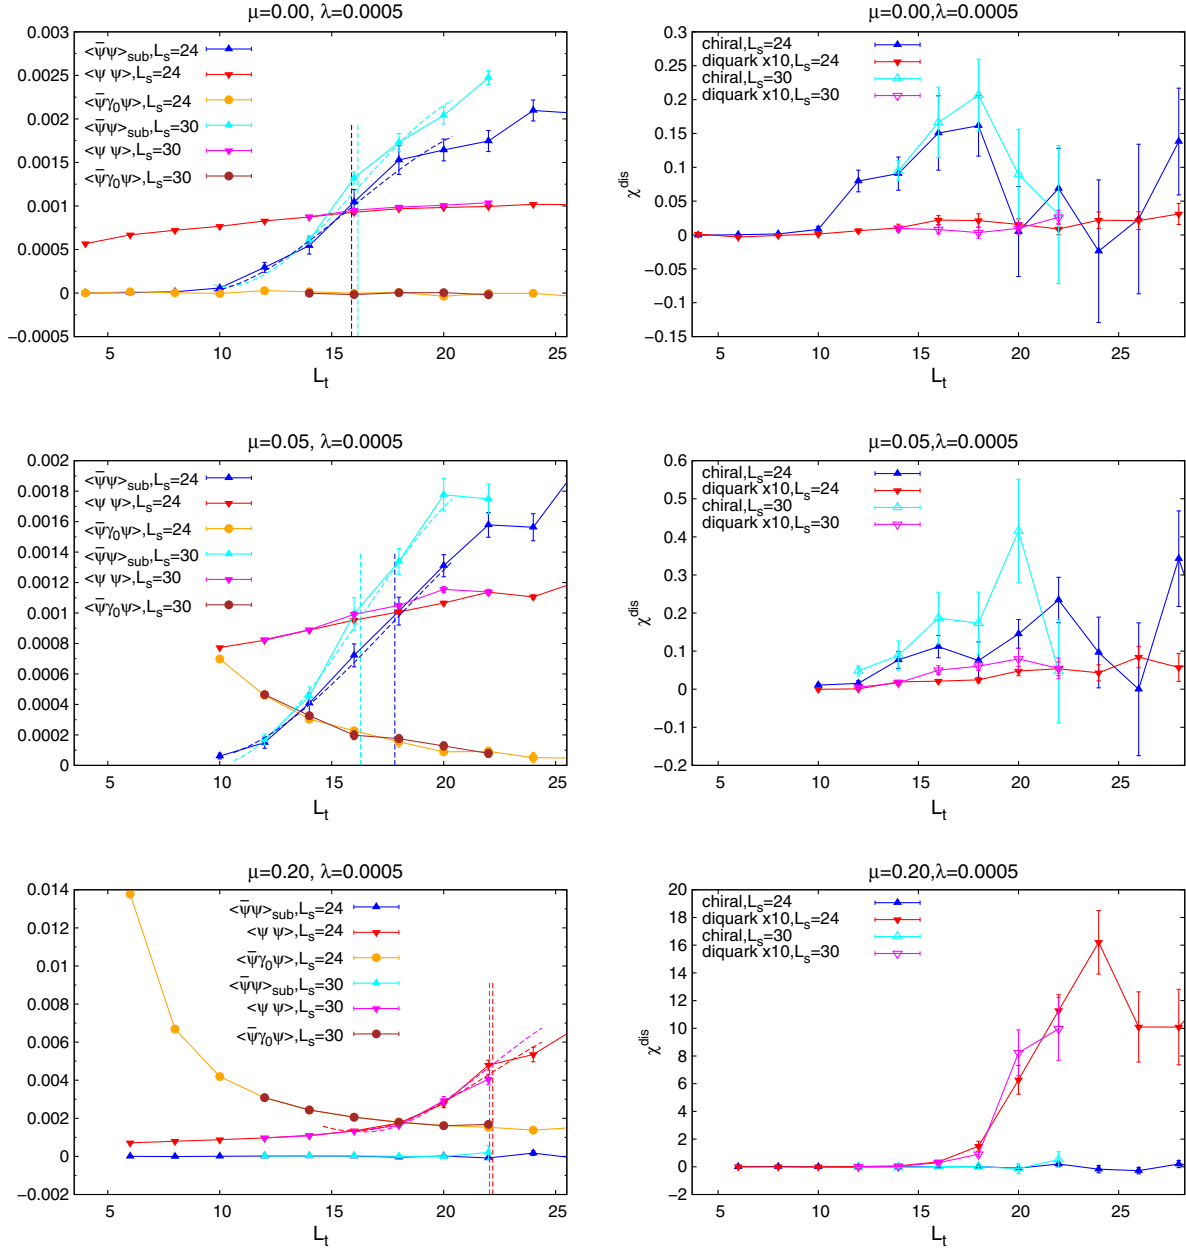 μ=0.00, λ=0.0005
0.003
0.0025
0.002
0.0015
0.001
0.0005
0
−0.0005
<ψ̄ψ>sub,Ls=24
<ψ ψ>,Ls=24
<ψ̄γ0ψ>,Ls=24
<ψ̄ψ>sub,Ls=30
<ψ ψ>,Ls=30
<ψ̄γ0ψ>,Ls=30
5 10 15 20 25
Lt
μ=0.00,λ=0.0005
0.3
0.25
0.2
0.15
0.1
0.05
0
−0.05
−0.1
−0.15
χdis
chiral,Ls=24
diquark x10,Ls=24
chiral,Ls=30
diquark x10,Ls=30
5 10 15 20 25
Lt
μ=0.05, λ=0.0005
0.002
0.0018
0.0016
0.0014
0.0012
0.001
0.0008
0.0006
0.0004
0.0002
0
<ψ̄ψ>sub,Ls=24
<ψ ψ>,Ls=24
<ψ̄γ0ψ>,Ls=24
<ψ̄ψ>sub,Ls=30
<ψ ψ>,Ls=30
<ψ̄γ0ψ>,Ls=30
5 10 15 20 25
Lt
μ=0.05,λ=0.0005
0.6
0.5
0.4
0.3
0.2
0.1
0
−0.1
−0.2
χdis
chiral,Ls=24
diquark x10,Ls=24
chiral,Ls=30
diquark x10,Ls=30
5 10 15 20 25
Lt
μ=0.20, λ=0.0005
0.014
0.012
0.01
0.008
0.006
0.004
0.002
0
−0.002
<ψ̄ψ>sub,Ls=24
<ψ ψ>,Ls=24
<ψ̄γ0ψ>,Ls=24
<ψ̄ψ>sub,Ls=30
<ψ ψ>,Ls=30
<ψ̄γ0ψ>,Ls=30
5 10 15 20 25
Lt
μ=0.20,λ=0.0005
20
18
16
14
12
10
8
6
4
2
0
−2
χdis
chiral,Ls=24
diquark x10,Ls=24
chiral,Ls=30
diquark x10,Ls=30
5 10 15 20 25
Lt